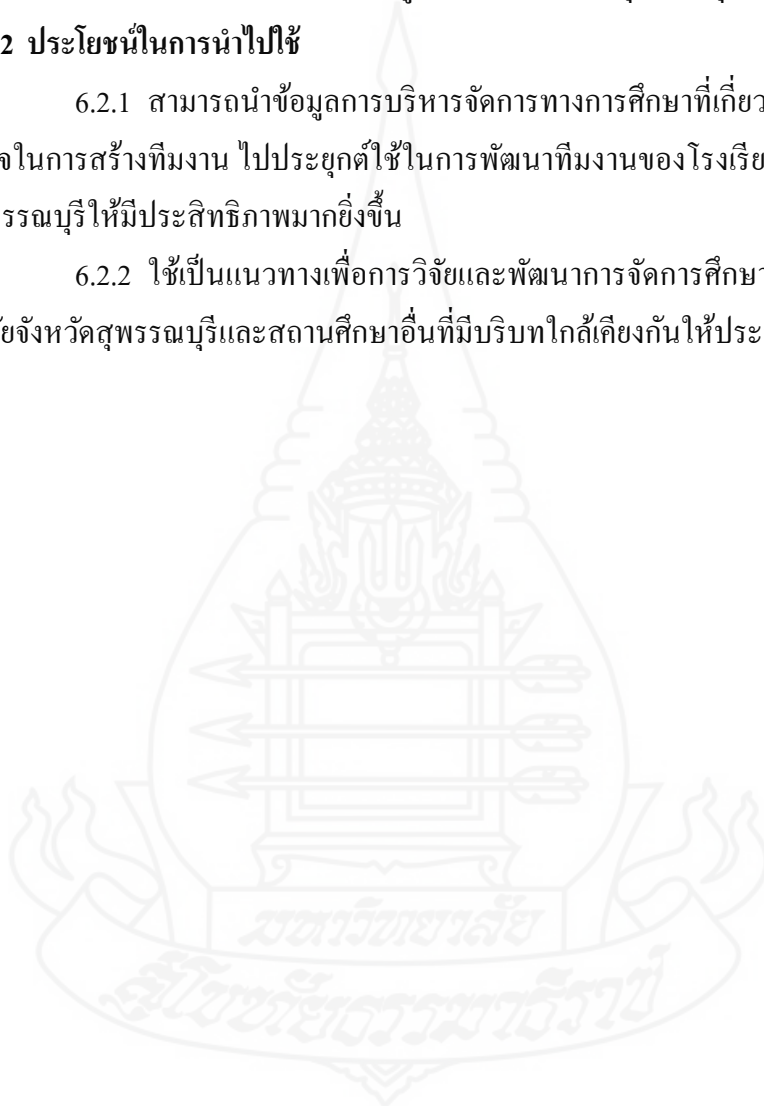 2 ประโยชน์ในการนำไปใช้
6.2.1 สามารถนำข้อมูลการบริหารจัดการทางการศึกษาที่เกี่ยว
จในการสร้างทีมงาน ไปประยุกต์ใช้ในการพัฒนาทีมงานของโรงเรีย
รรณบุรีให้มีประสิทธิภาพมากยิ่งขึ้น
6.2.2 ใช้เป็นแนวทางเพื่อการวิจัยและพัฒนาการจัดการศึกษา
ัยจังหวัดสุพรรณบุรีและสถานศึกษาอื่นที่มีบริบทใกล้เคียงกันให้ประ
มหาวิทยาลัย
สุโขทัยธรรมาธิราช